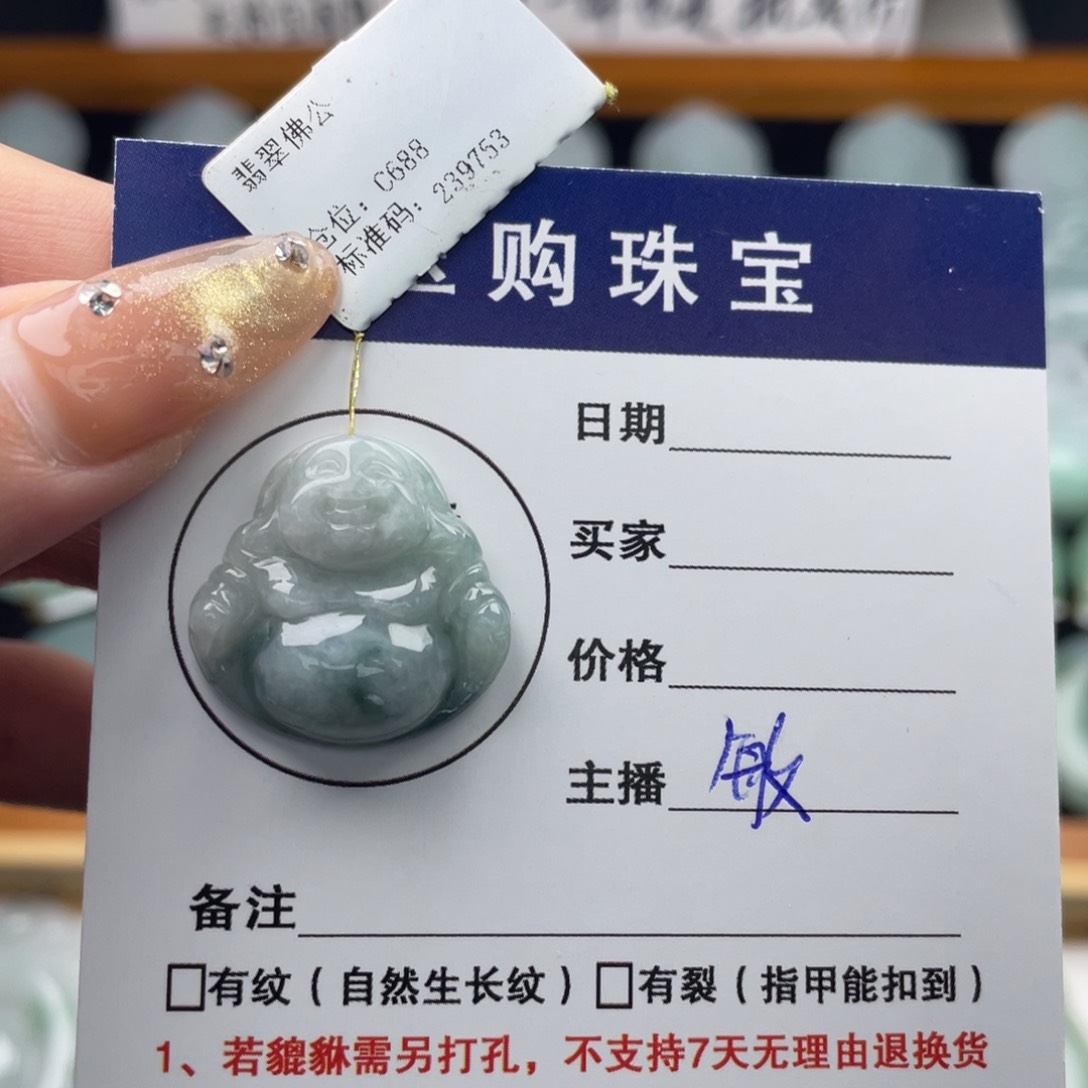 翡翠佛公
仓位：C688
标准码：239753
购珠宝
日期
买家
价格
主播 敏
备注
□有纹（自然生长纹）□有裂（指甲能扣到）
1、若貔貅需另打孔，不支持7天无理由退换货